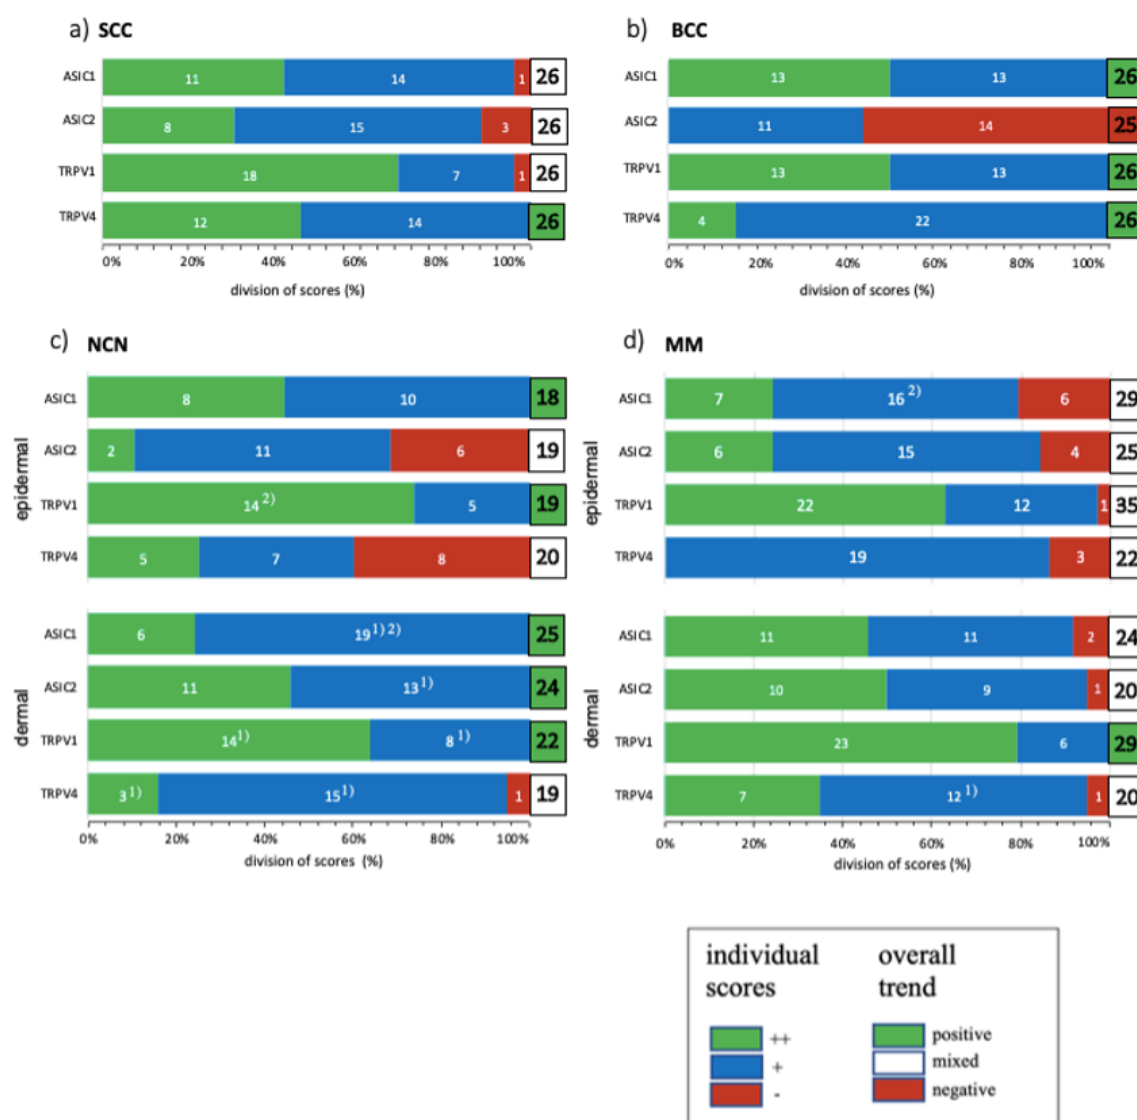 a) SCC
ASIC1 11 14 1 26
ASIC2 8 15 3 26
TRPV1 18 7 1 26
TRPV4 12 14 26
0% 20% 40% 60% 80% 100%
division of scores (%)
b) BCC
ASIC1 13 13 26
ASIC2 11 14 25
TRPV1 13 13 26
TRPV4 4 22 26
0% 20% 40% 60% 80% 100%
division of scores (%)
c) NCN
epidermal
ASIC1 8 10 18
ASIC2 2 11 6 19
TRPV1 14 2) 5 19
TRPV4 5 7 8 20
dermal
ASIC1 6 19 1) 2) 25
ASIC2 11 13 1) 24
TRPV1 14 1) 8 1) 22
TRPV4 3 1) 15 1) 1 19
0% 20% 40% 60% 80% 100%
division of scores (%)
d) MM
epidermal
ASIC1 7 16 2) 6 29
ASIC2 6 15 4 25
TRPV1 22 12 1 35
TRPV4 19 3 22
dermal
ASIC1 11 11 2 24
ASIC2 10 9 1 20
TRPV1 23 6 29
TRPV4 7 12 1) 1 20
0% 20% 40% 60% 80% 100%
division of scores (%)
individual
scores
++
+
-
overall
trend
positive
mixed
negative